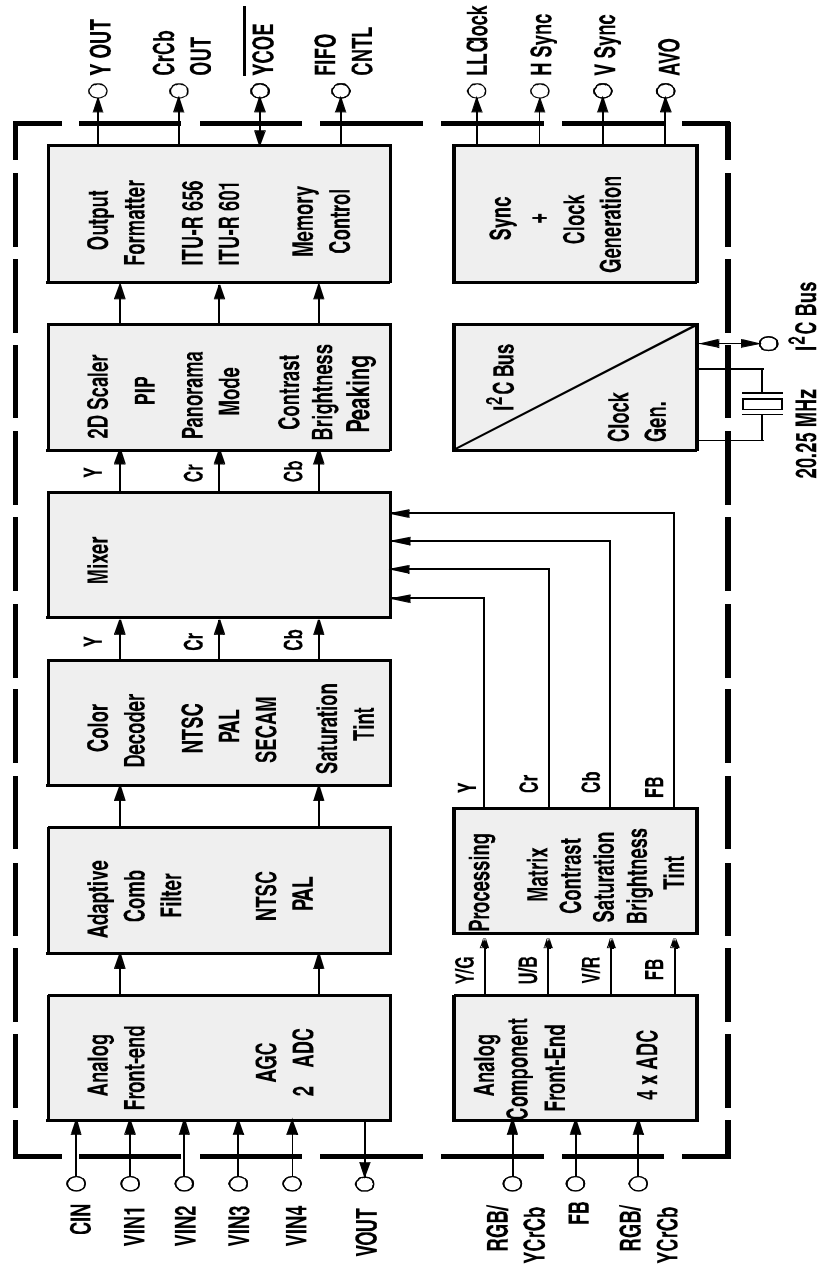 CIN
VIN1
VIN2
VIN3
VIN4
VOUT
Analog
Front-end
AGC
2 ADC
Adaptive
Comb
Filter
NTSC
PAL
Color
Decoder
NTSC
PAL
SECAM
Saturation
Tint
Y
Cr
Cb
Mixer
Y
Cr
Cb
2D Scaler
PIP
Panorama
Mode
Contrast
Brightness
Peaking
Output
Formatter
ITU-R 656
ITU-R 601
Memory
Control
Y OUT
CrCb
OUT
YCOE
FIFO
CNTL
RGB/
YCrCb
FB
RGB/
YCrCb
Analog
Component
Front-End
4 x ADC
Y/G
U/B
V/R
FB
Processing
Matrix
Contrast
Saturation
Brightness
Tint
Y
Cr
Cb
FB
I²C Bus
Clock
Gen.
20.25 MHz
I²C Bus
Sync
+
Clock
Generation
LL Clock
H Sync
V Sync
AVO